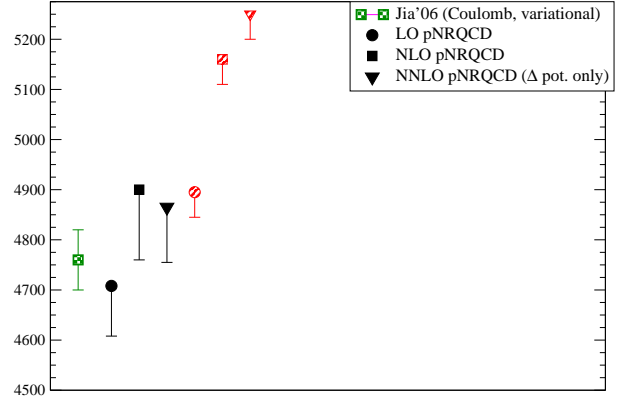 Jia'06 (Coulomb, variational)
LO pNRQCD
NLO pNRQCD
NNLO pNRQCD (Δ pot. only)
5200
5100
5000
4900
4800
4700
4600
4500